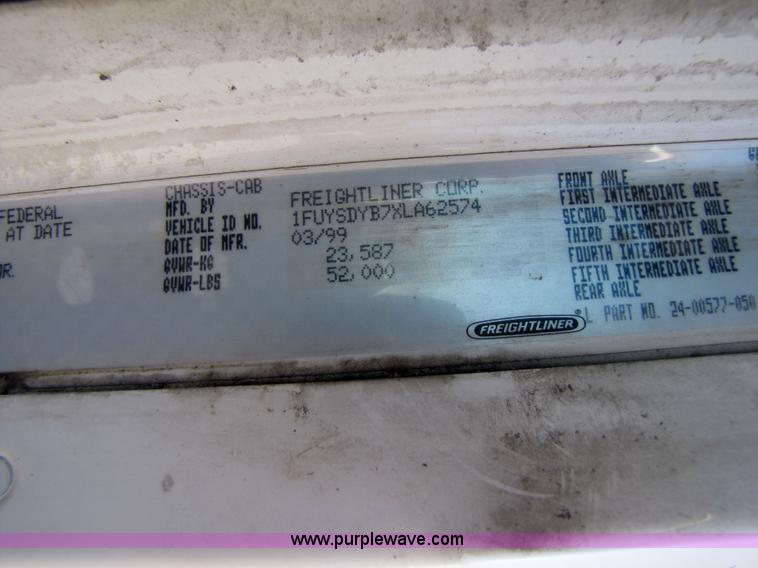 FEDERAL
AT DATE
CHASSIS-CAB
MFD. BY FREIGHTLINER CORP.
VEHICLE ID NO. 1FUYSDYB7XLA62574
DATE OF MFR. 03/99
GVWR-KG 23,587
GVWR-LBS 52,000
FRONT AXLE
FIRST INTERMEDIATE AXLE
SECOND INTERMEDIATE AXLE
THIRD INTERMEDIATE AXLE
FOURTH INTERMEDIATE AXLE
FIFTH INTERMEDIATE AXLE
REAR AXLE
FREIGHTLINER
L PART NO. 24-00577-050
www.purplewave.com